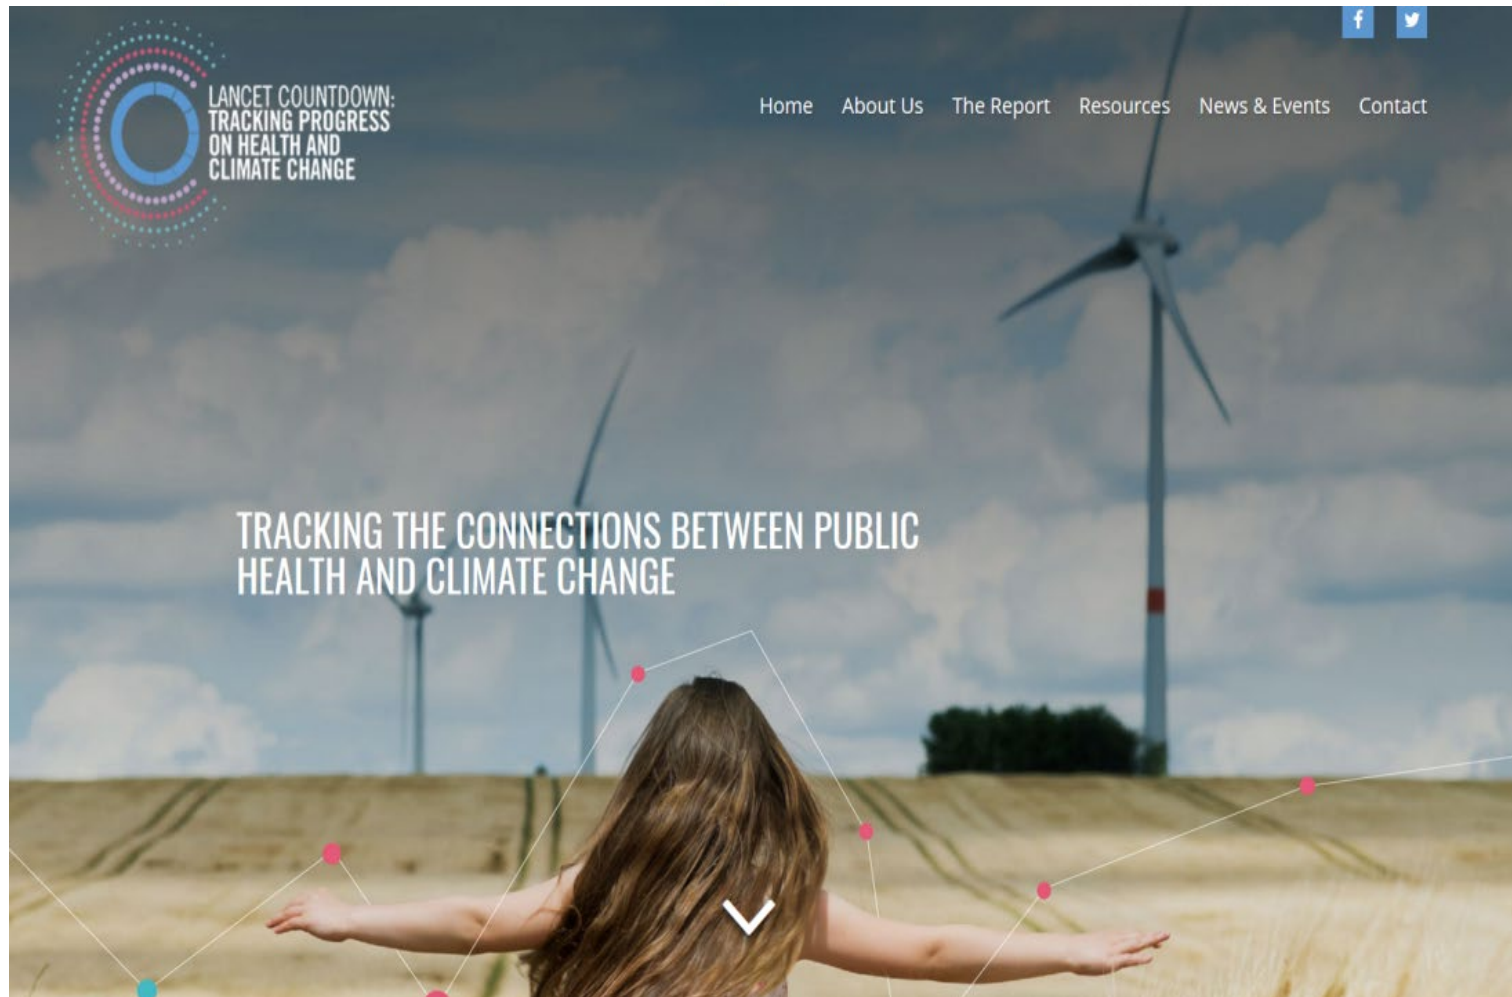 LANCET COUNTDOWN:
TRACKING PROGRESS
ON HEALTH AND
CLIMATE CHANGE
Home About Us The Report Resources News & Events Contact
TRACKING THE CONNECTIONS BETWEEN PUBLIC
HEALTH AND CLIMATE CHANGE